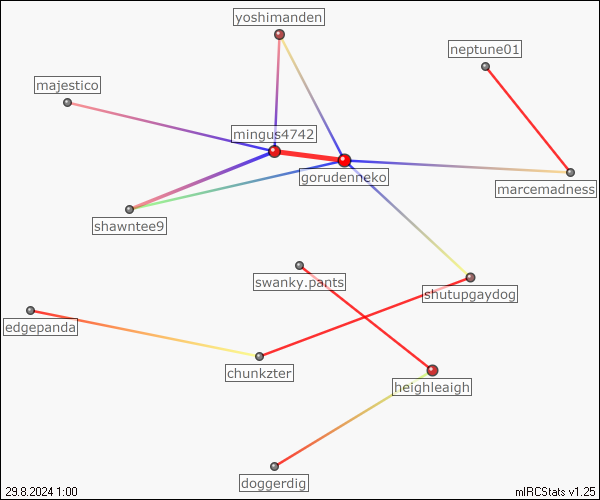 yoshimanden
neptune01
majestico
mingus4742
gorudenneko
marcemadness
shawntee9
swanky.pants
shutupgaydog
edgepanda
chunkzter
heighleaigh
doggerdig
29.8.2024 1:00
mIRCStats v1.25